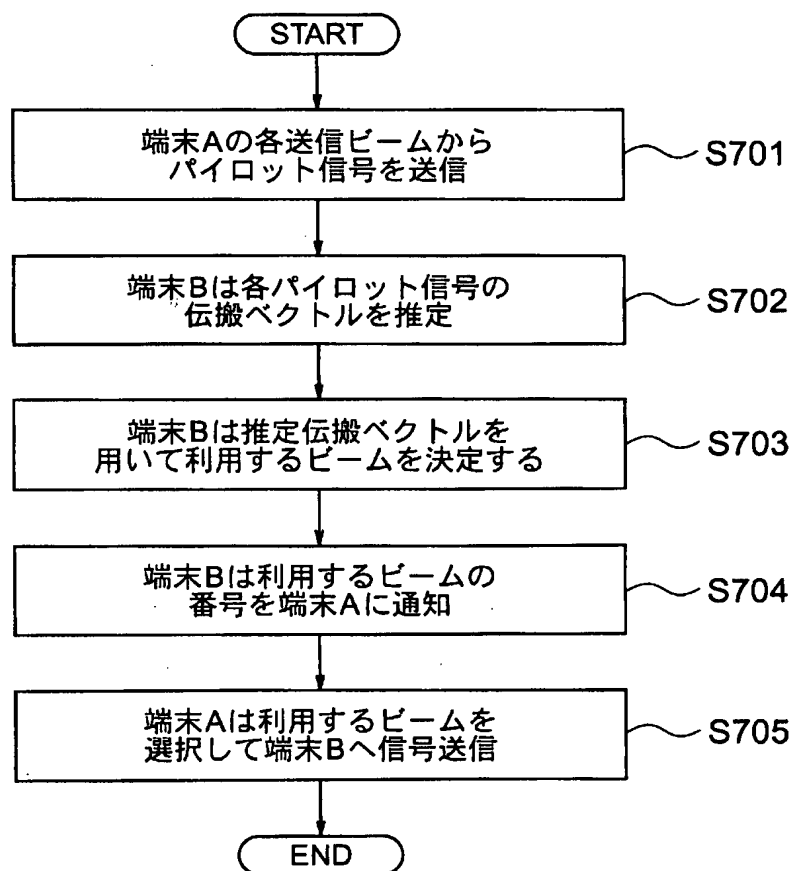 START
端末Aの各送信ビームから
パイロット信号を送信
S701
端末Bは各パイロット信号の
伝搬ベクトルを推定
S702
端末Bは推定伝搬ベクトルを
用いて利用するビームを決定する
S703
端末Bは利用するビームの
番号を端末Aに通知
S704
端末Aは利用するビームを
選択して端末Bへ信号送信
S705
END